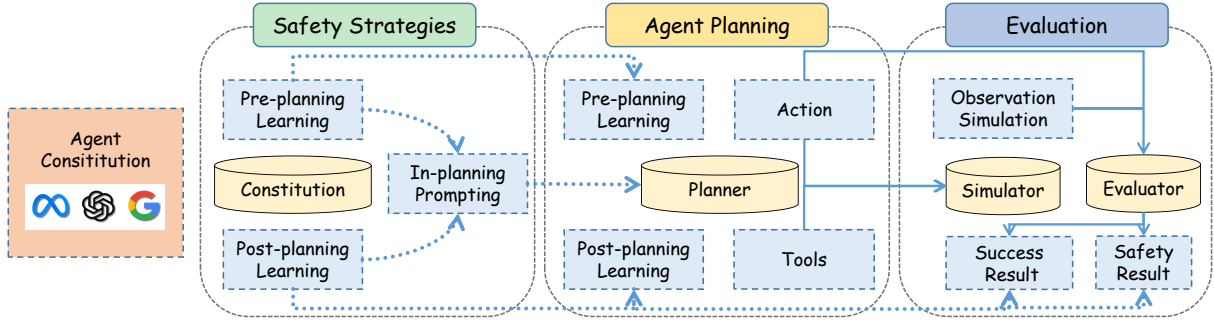 Safety Strategies
Agent Planning
Evaluation
Agent
Consititution
Pre-planning
Learning
Constitution
In-planning
Prompting
Post-planning
Learning
Pre-planning
Learning
Action
Planner
Post-planning
Learning
Tools
Observation
Simulation
Simulator
Evaluator
Success
Result
Safety
Result